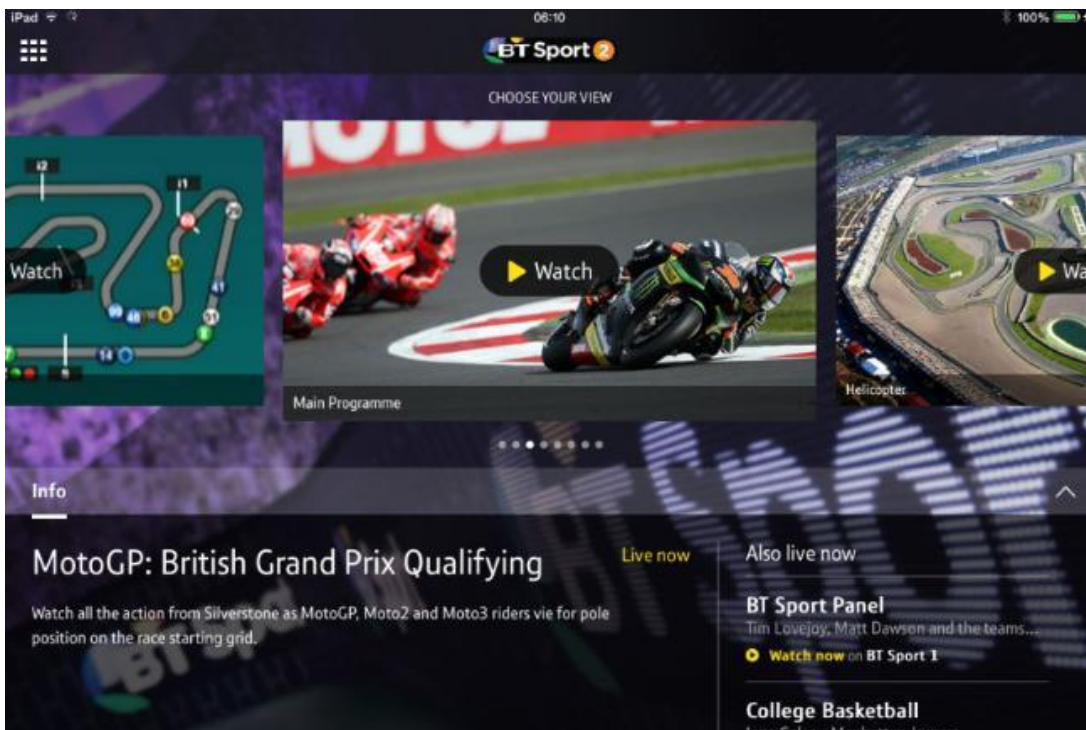 iPad
06:10
100%
BT Sport 2
CHOOSE YOUR VIEW
i2
i1
Watch
Watch
Main Programme
Helicopter
Info
MotoGP: British Grand Prix Qualifying
Live now
Watch all the action from Silverstone as MotoGP, Moto2 and Moto3 riders vie for pole
position on the race starting grid.
Also live now
BT Sport Panel
Tim Lovejoy, Matt Dawson and the teams...
Watch now on BT Sport 1
College Basketball